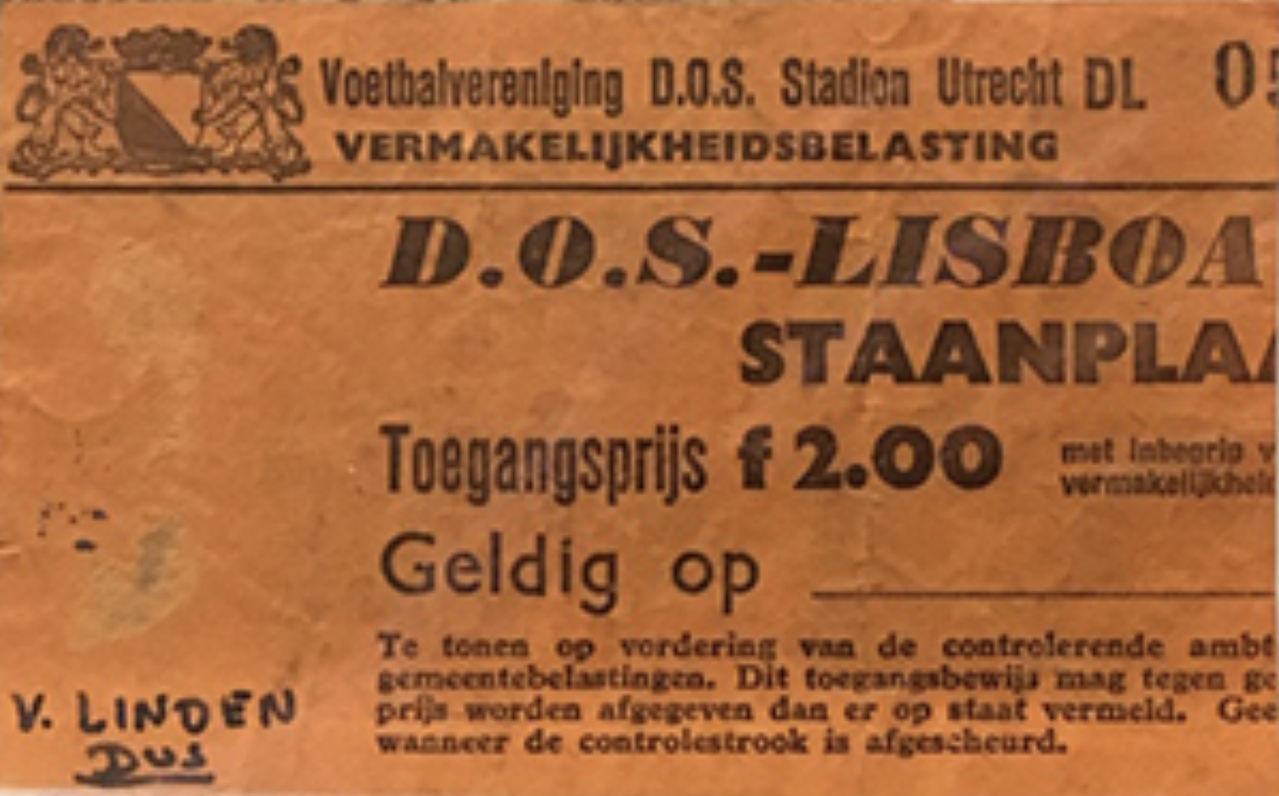 Voetbalvereniging D.O.S. Stadion Utrecht DL 05
VERMAKELIJKHEIDSBELASTING
D.O.S.-LISBOA
STAANPLAA
Toegangsprijs f 2.00
met inbegrip v
vermakelijkheid
Geldig op
Te tonen op vordering van de controlerende ambt
gemeentebelastingen. Dit toegangsbewijs mag tegen ge
prijs worden afgegeven dan er op staat vermeld. Gee
wanneer de controlestrook is afgescheurd.
V. LINDEN
DUS